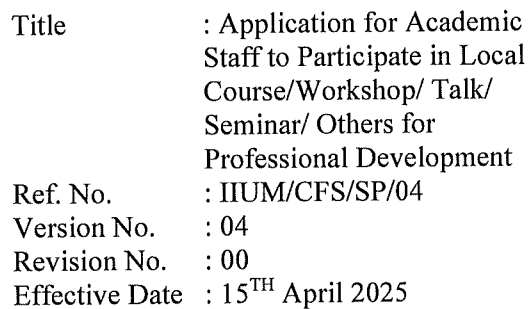 Title : Application for Academic
Staff to Participate in Local
Course/Workshop/ Talk/
Seminar/ Others for
Professional Development
Ref. No. : IIUM/CFS/SP/04
Version No. : 04
Revision No. : 00
Effective Date : 15TH April 2025